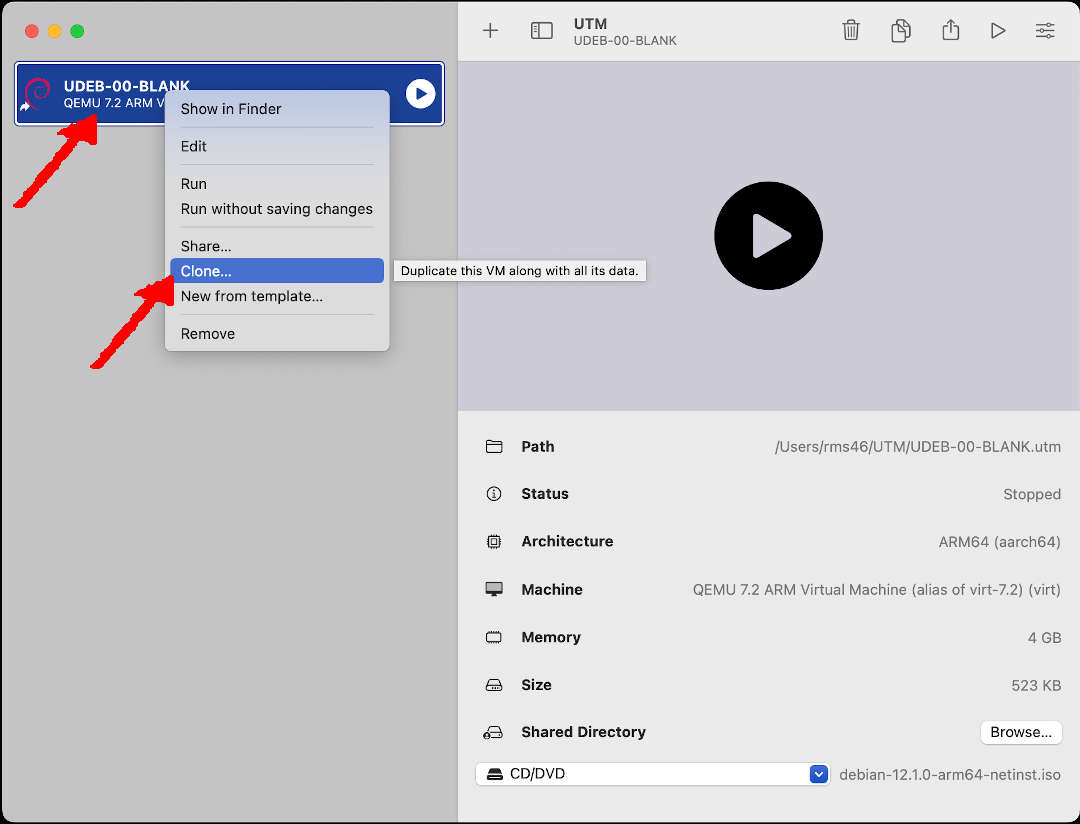 UTM
UDEB-00-BLANK
UDEB-00-BLANK
QEMU 7.2 ARM V
Show in Finder
Edit
Run
Run without saving changes
Share...
Clone...
Duplicate this VM along with all its data.
New from template...
Remove
Path /Users/rms46/UTM/UDEB-00-BLANK.utm
Status Stopped
Architecture ARM64 (aarch64)
Machine QEMU 7.2 ARM Virtual Machine (alias of virt-7.2) (virt)
Memory 4 GB
Size 523 KB
Shared Directory Browse...
CD/DVD debian-12.1.0-arm64-netinst.iso